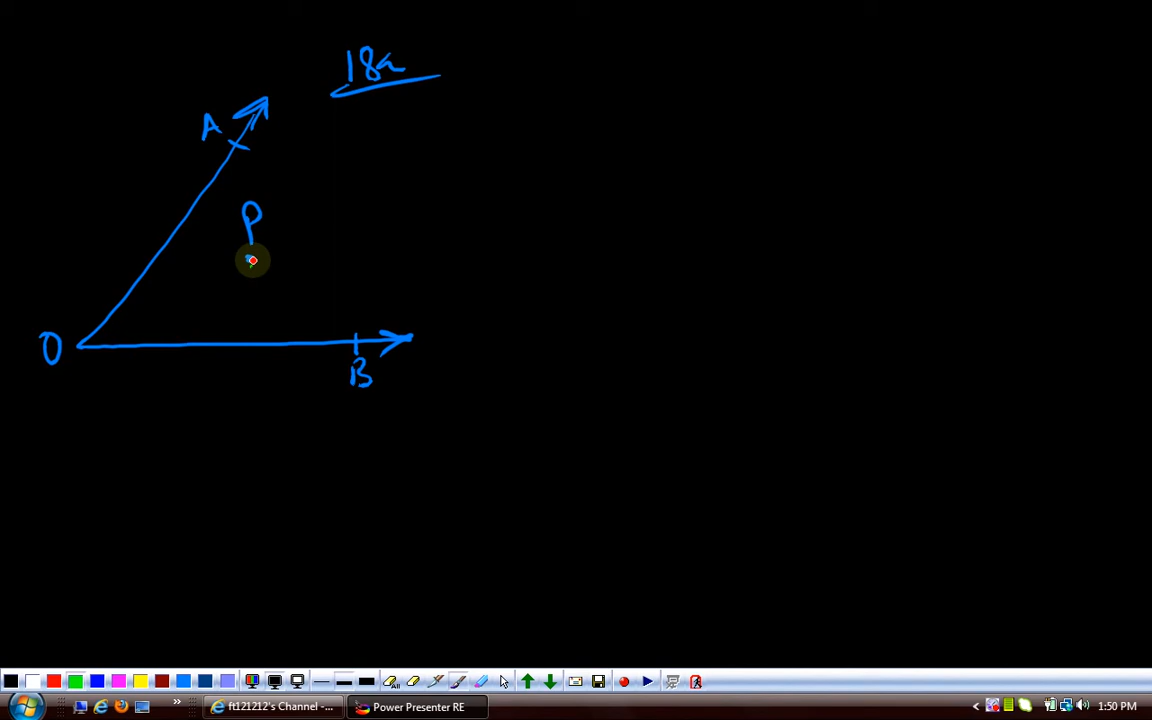 18a
A
P
O
B
ft121212's Channel -...
Power Presenter RE
1:50 PM